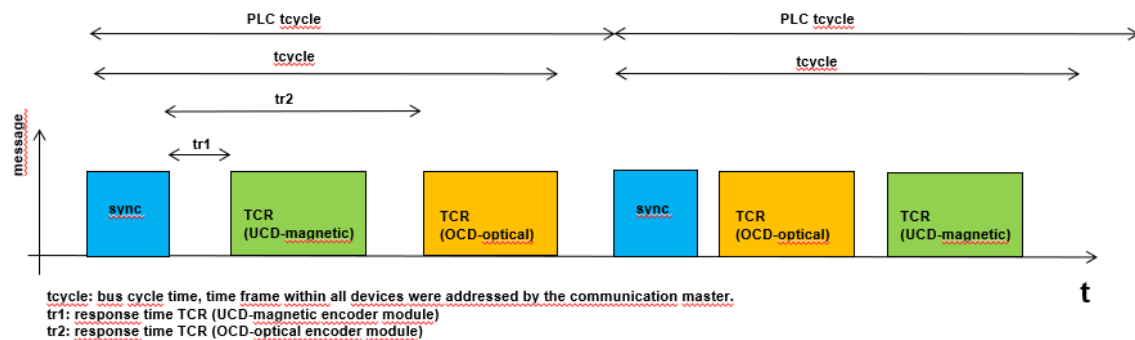 PLC tcycle
PLC tcycle
tcycle
tcycle
tr2
tr1
message
sync
TCR
(UCD-magnetic)
TCR
(OCD-optical)
sync
TCR
(OCD-optical)
TCR
(UCD-magnetic)
t
tcycle: bus cycle time, time frame within all devices were addressed by the communication master.
tr1: response time TCR (UCD-magnetic encoder module)
tr2: response time TCR (OCD-optical encoder module)